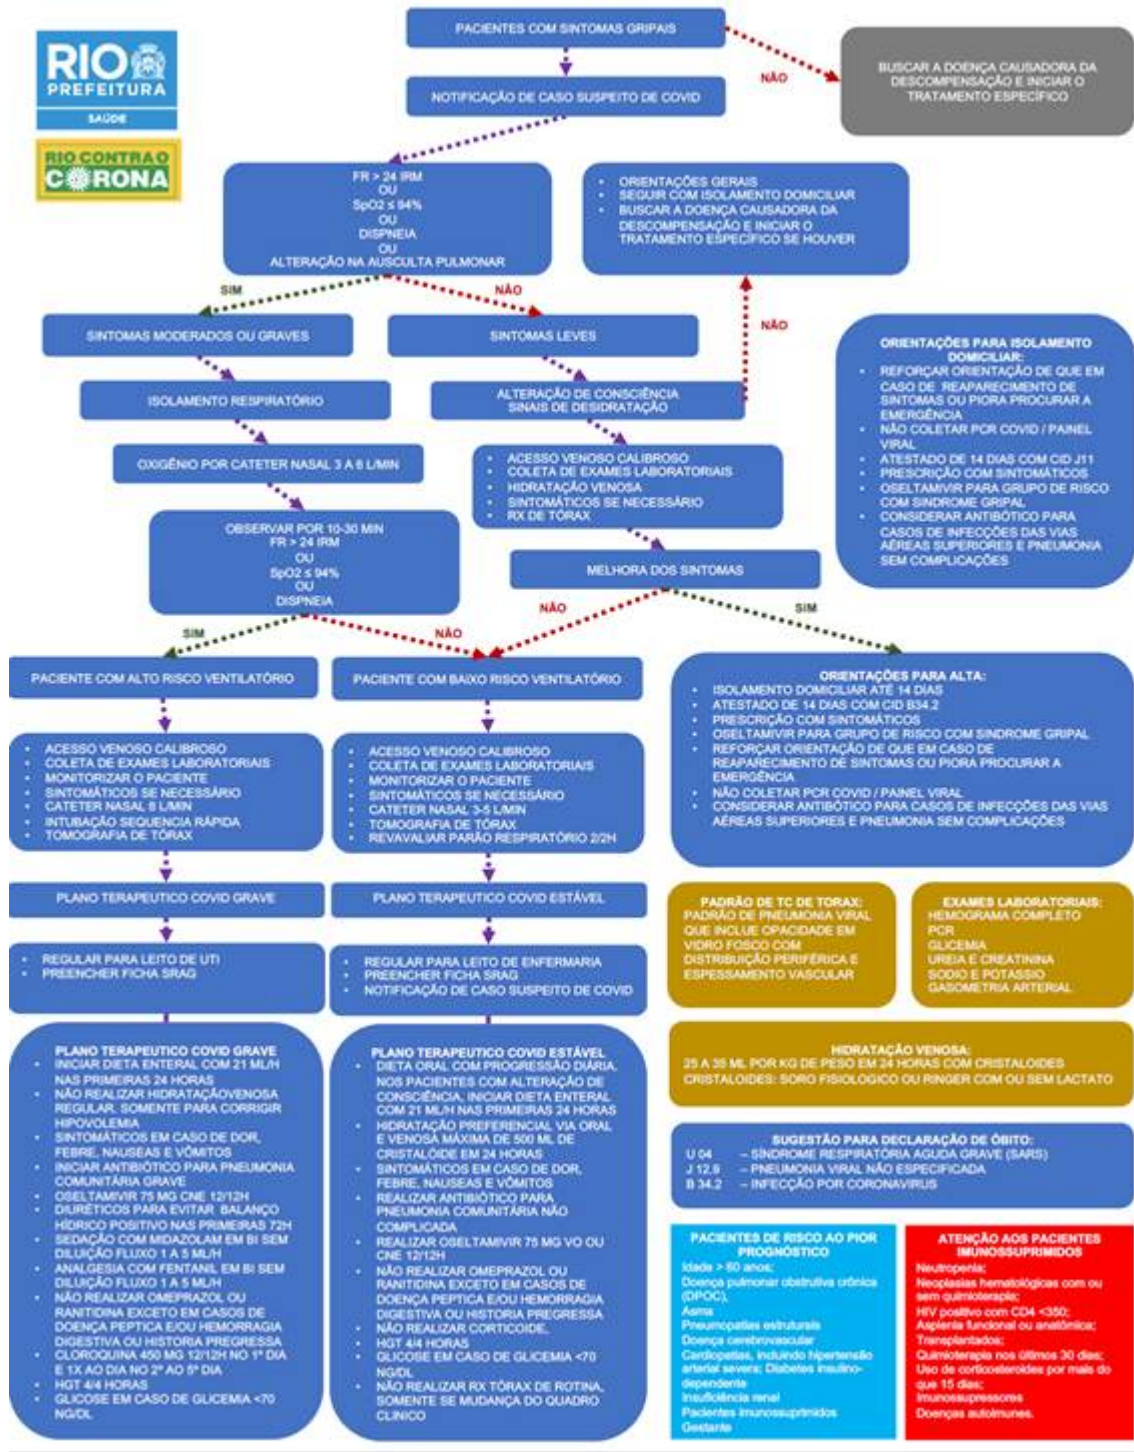 RIO
PREFEITURA
SAÚDE
RIO CONTRA O
CORONA
PACIENTES COM SINTOMAS GRIPAIS
NÃO
BUSCAR A DOENÇA CAUSADORA DA
DESCOMPENSAÇÃO E INICIAR O
TRATAMENTO ESPECÍFICO
NOTIFICAÇÃO DE CASO SUSPEITO DE COVID
FR > 24 IRM
OU
SpO2 ≤ 94%
OU
DISPNEIA
OU
ALTERAÇÃO NA AUSCULTA PULMONAR
• ORIENTAÇÕES GERAIS
• SEGUIR COM ISOLAMENTO DOMICILIAR
• BUSCAR A DOENÇA CAUSADORA DA
DESCOMPENSAÇÃO E INICIAR O
TRATAMENTO ESPECÍFICO SE HOUVER
SIM
NÃO
NÃO
SINTOMAS MODERADOS OU GRAVES
SINTOMAS LEVES
ISOLAMENTO RESPIRATÓRIO
ALTERAÇÃO DE CONSCIÊNCIA
SINAIS DE DESIDRATAÇÃO
OXIGÊNIO POR CATETER NASAL 3 A 6 L/MIN
• ACESSO VENOSO CALIBROSO
• COLETA DE EXAMES LABORATORIAIS
• HIDRATAÇÃO VENOSA
• SINTOMÁTICOS SE NECESSÁRIO
• RX DE TÓRAX
ORIENTAÇÕES PARA ISOLAMENTO
DOMICILIAR:
• REFORÇAR ORIENTAÇÃO DE QUE EM
CASO DE REAPARECIMENTO DE
SINTOMAS OU PIORA PROCURAR A
EMERGÊNCIA
• NÃO COLETAR PCR COVID / PAINEL
VIRAL
• ATESTADO DE 14 DIAS COM CID J11
• PRESCRIÇÃO COM SINTOMÁTICOS
• OSELTAMIVIR PARA GRUPO DE RISCO
COM SINDROME GRIPAL
• CONSIDERAR ANTIBÓTICO PARA
CASOS DE INFECÇÕES DAS VIAS
AÉREAS SUPERIORES E PNEUMONIA
SEM COMPLICAÇÕES
OBSERVAR POR 10-30 MIN
FR > 24 IRM
OU
SpO2 ≤ 94%
OU
DISPNEIA
MELHORA DOS SINTOMAS
SIM
NÃO
NÃO
SIM
PACIENTE COM ALTO RISCO VENTILATÓRIO
PACIENTE COM BAIXO RISCO VENTILATÓRIO
ORIENTAÇÕES PARA ALTA:
• ISOLAMENTO DOMICILIAR ATÉ 14 DIAS
• ATESTADO DE 14 DIAS COM CID B34.2
• PRESCRIÇÃO COM SINTOMÁTICOS
• OSELTAMIVIR PARA GRUPO DE RISCO COM SINDROME GRIPAL
• REFORÇAR ORIENTAÇÃO DE QUE EM CASO DE
REAPARECIMENTO DE SINTOMAS OU PIORA PROCURAR A
EMERGÊNCIA
• NÃO COLETAR PCR COVID / PAINEL VIRAL
• CONSIDERAR ANTIBÓTICO PARA CASOS DE INFECÇÕES DAS VIAS
AÉREAS SUPERIORES E PNEUMONIA SEM COMPLICAÇÕES
• ACESSO VENOSO CALIBROSO
• COLETA DE EXAMES LABORATORIAIS
• MONITORIZAR O PACIENTE
• SINTOMÁTICOS SE NECESSÁRIO
• CATETER NASAL 8 L/MIN
• INTUBAÇÃO SEQUENCIA RÁPIDA
• TOMOGRAFIA DE TÓRAX
• ACESSO VENOSO CALIBROSO
• COLETA DE EXAMES LABORATORIAIS
• MONITORIZAR O PACIENTE
• SINTOMÁTICOS SE NECESSÁRIO
• CATETER NASAL 3-5 L/MIN
• TOMOGRAFIA DE TÓRAX
• REVAVALIAR PARÃO RESPIRATÓRIO 2/2H
PLANO TERAPEUTICO COVID GRAVE
PLANO TERAPEUTICO COVID ESTÁVEL
• REGULAR PARA LEITO DE UTI
• PREENCHER FICHA SRAG
• REGULAR PARA LEITO DE ENFERMARIA
• PREENCHER FICHA SRAG
• NOTIFICAÇÃO DE CASO SUSPEITO DE COVID
PADRÃO DE TC DE TORAX:
PADRÃO DE PNEUMONIA VIRAL
QUE INCLUE OPACIDADE EM
VIDRO FOSCO COM
DISTRIBUIÇÃO PERIFÉRICA E
ESPESSAMENTO VASCULAR
EXAMES LABORATORIAIS:
HEMOGRAMA COMPLETO
PCR
GLICEMIA
UREIA E CREATININA
SODIO E POTASSIO
GASOMETRIA ARTERIAL
PLANO TERAPEUTICO COVID GRAVE
• INICIAR DIETA ENTERAL COM 21 ML/H
NAS PRIMEIRAS 24 HORAS
• NÃO REALIZAR HIDRATAÇÃOVENOSA
REGULAR. SOMENTE PARA CORRIGIR
HIPOVOLEMIA
• SINTOMÁTICOS EM CASO DE DOR,
FEBRE, NAUSEAS E VÔMITOS
• INICIAR ANTIBIÓTICO PARA PNEUMONIA
COMUNITÁRIA GRAVE
• OSELTAMIVIR 75 MG CNE 12/12H
• DIURÉTICOS PARA EVITAR BALANÇO
HÍDRICO POSITIVO NAS PRIMEIRAS 72H
• SEDAÇÃO COM MIDAZOLAM EM BI SEM
DILUIÇÃO FLUXO 1 A 5 ML/H
• ANALGESIA COM FENTANIL EM BI SEM
DILUIÇÃO FLUXO 1 A 5 ML/H
• NÃO REALIZAR OMEPRAZOL OU
RANITIDINA EXCETO EM CASOS DE
DOENÇA PEPTICA E/OU HEMORRAGIA
DIGESTIVA OU HISTORIA PREGRESSA
• CLOROQUINA 450 MG 12/12H NO 1º DIA
E 1X AO DIA NO 2º AO 5º DIA
• HGT 4/4 HORAS
• GLICOSE EM CASO DE GLICEMIA <70
NG/DL
PLANO TERAPEUTICO COVID ESTÁVEL
• DIETA ORAL COM PROGRESSÃO DIÁRIA.
NOS PACIENTES COM ALTERAÇÃO DE
CONSCIÊNCIA, INICIAR DIETA ENTERAL
COM 21 ML/H NAS PRIMEIRAS 24 HORAS
• HIDRATAÇÃO PREFERENCIAL VIA ORAL
E VENOSA MÁXIMA DE 500 ML DE
CRISTALÓIDE EM 24 HORAS
• SINTOMÁTICOS EM CASO DE DOR,
FEBRE, NAUSEAS E VÔMITOS
• REALIZAR ANTIBIÓTICO PARA
PNEUMONIA COMUNITÁRIA NÃO
COMPLICADA
• REALIZAR OSELTAMIVIR 75 MG VO OU
CNE 12/12H
• NÃO REALIZAR OMEPRAZOL OU
RANITIDINA EXCETO EM CASOS DE
DOENÇA PEPTICA E/OU HEMORRAGIA
DIGESTIVA OU HISTORIA PREGRESSA
• NÃO REALIZAR CORTICOIDE,
• HGT 4/4 HORAS
• GLICOSE EM CASO DE GLICEMIA <70
NG/DL
• NÃO REALIZAR RX TÓRAX DE ROTINA,
SOMENTE SE MUDANÇA DO QUADRO
CLINICO
HIDRATAÇÃO VENOSA:
25 A 35 ML POR KG DE PESO EM 24 HORAS COM CRISTALOIDES
CRISTALOIDES: SORO FISIOLOGICO OU RINGER COM OU SEM LACTATO
SUGESTÃO PARA DECLARAÇÃO DE ÓBITO:
U 04 – SÍNDROME RESPIRATÓRIA AGUDA GRAVE (SARS)
J 12.9 – PNEUMONIA VIRAL NÃO ESPECIFICADA
B 34.2 – INFECÇÃO POR CORONAVIRUS
PACIENTES DE RISCO AO PIOR
PROGNÓSTICO
Idade > 60 anos;
Doença pulmonar obstrutiva crônica
(DPOC),
Asma
Pneumopatias estruturais
Doença cerebrovascular
Cardiopatias, incluindo hipertensão
arterial severa; Diabetes insulino-
dependente
Insuficiência renal
Pacientes imunossuprimidos
Gestante
ATENÇÃO AOS PACIENTES
IMUNOSSUPRIMIDOS
Neutropenia;
Neoplasias hematológicas com ou
sem quimioterapia;
HIV positivo com CD4 <350;
Asplenia funcional ou anatômica;
Transplantados;
Quimioterapia nos últimos 30 dias;
Uso de corticosteroides por mais do
que 15 dias;
Imunossupressores
Doenças autoimunes.